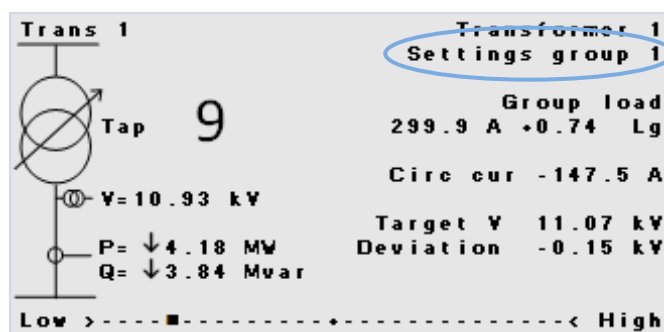 Trans 1
Transformer 1
Settings group 1
Tap 9
Group load
299.9 A +0.74 Lg
V=10.93 kV
Circ cur -147.5 A
P= ↓4.18 MW
Q= ↓3.84 Mvar
Target V 11.07 kV
Deviation -0.15 kV
Low >----■----------•---------------< High